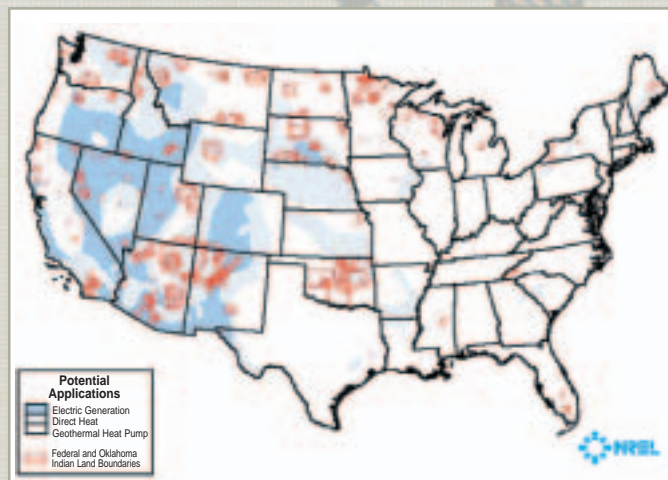 Potential
Applications
Electric Generation
Direct Heat
Geothermal Heat Pump
Federal and Oklahoma
Indian Land Boundaries
NREL